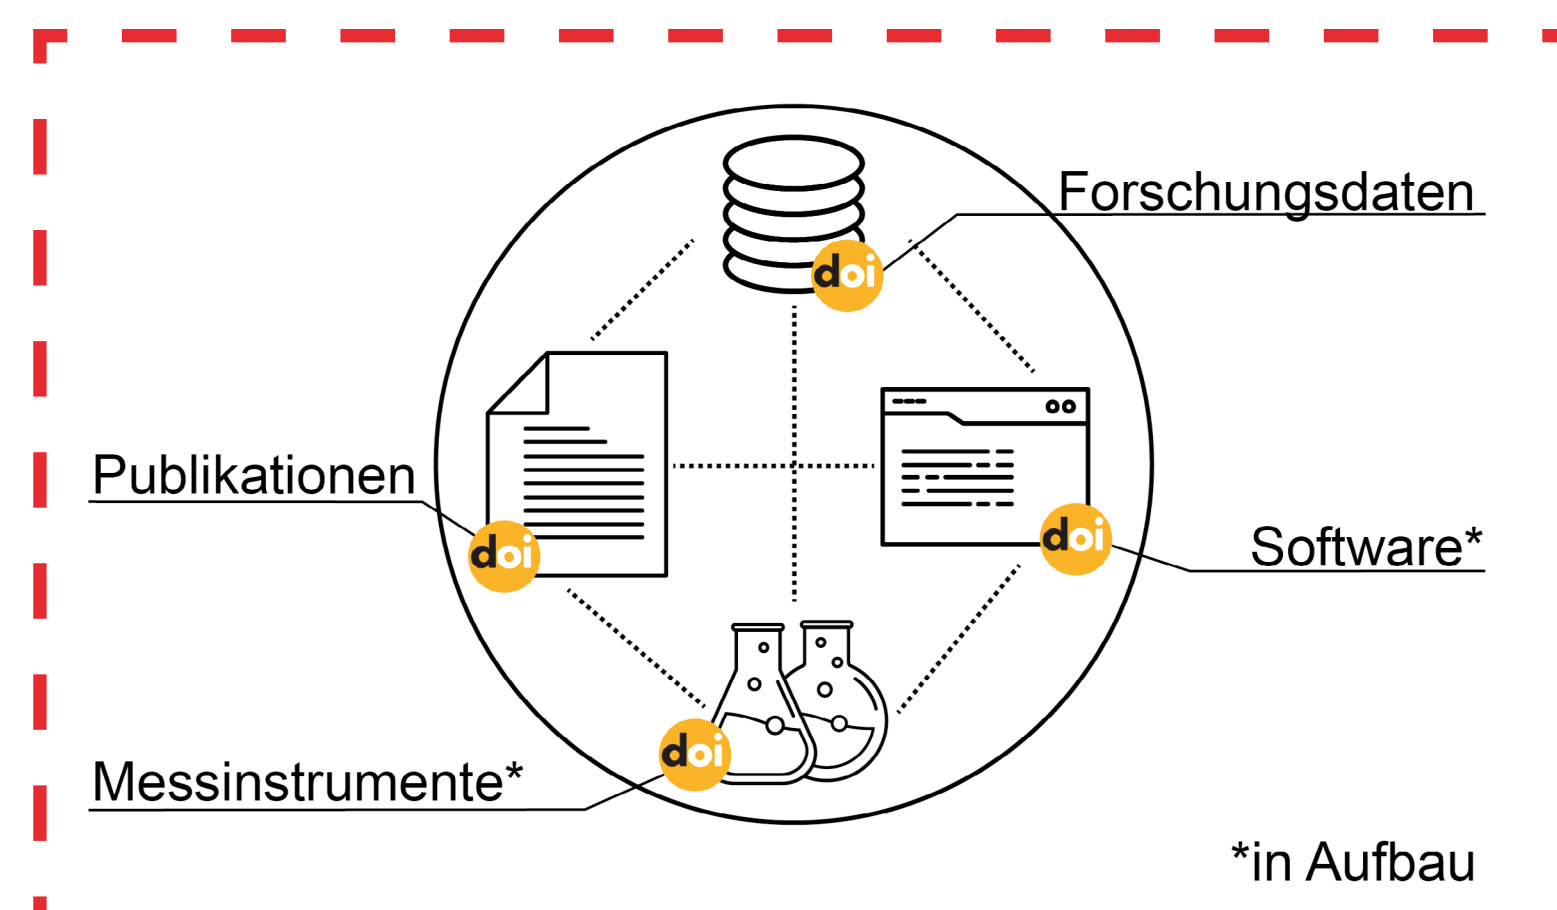 Forschungsdaten
doi
Publikationen
doi
Software*
doi
Messinstrumente*
doi
*in Aufbau